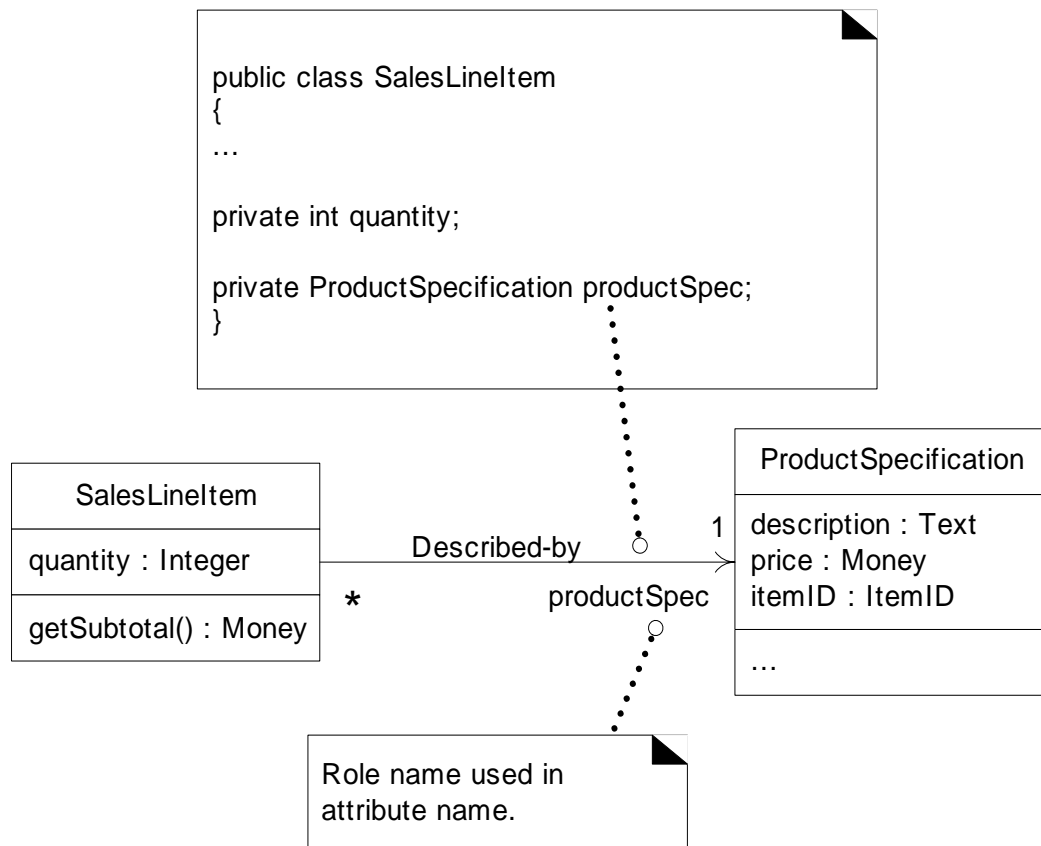 public class SalesLineItem
{
...
private int quantity;
private ProductSpecification productSpec;
}
SalesLineItem
quantity : Integer
getSubtotal() : Money
Described-by
*
1
productSpec
ProductSpecification
description : Text
price : Money
itemID : ItemID
...
Role name used in
attribute name.